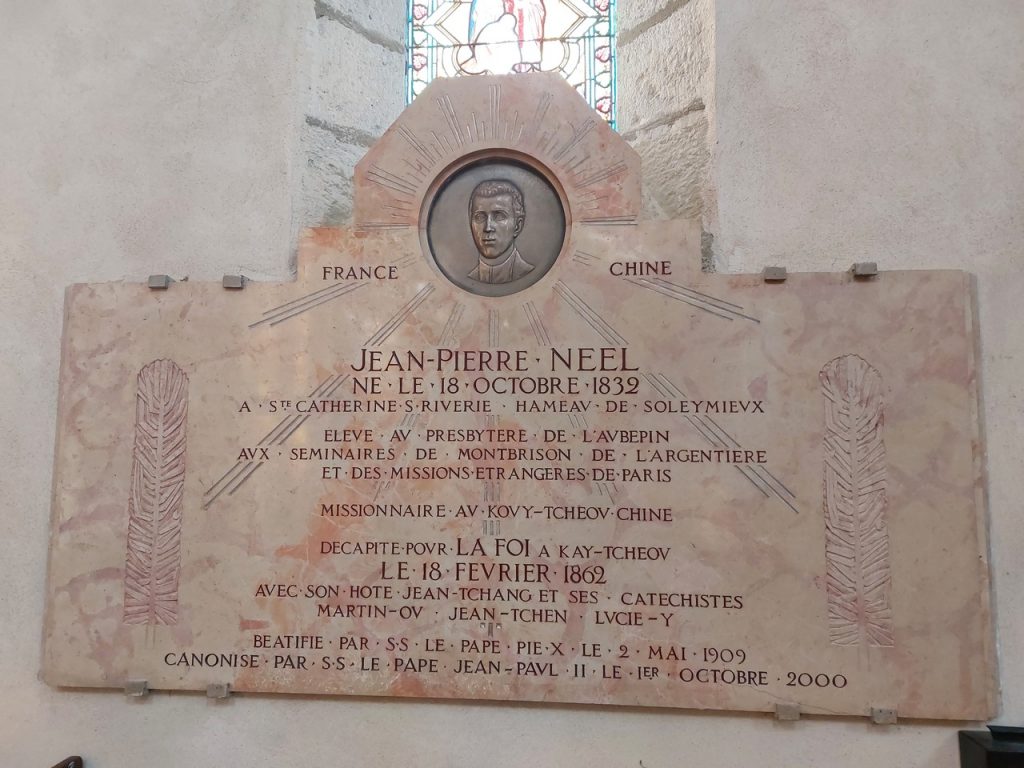 FRANCE
CHINE
JEAN-PIERRE · NEEL
NE · LE · 18 · OCTOBRE · 1832
A · STE CATHERINE · S · RIVERIE · HAMEAV · DE · SOLEYMIEVX
ELEVE · AV · PRESBYTERE · DE · L'AVBEPIN
AVX · SEMINAIRES · DE · MONTBRISON · DE · L'ARGENTIERE
ET · DES · MISSIONS · ETRANGERES · DE · PARIS
MISSIONNAIRE · AV · KOVY-TCHEOV · CHINE
DECAPITE · POVR · LA FOI A KAY-TCHEOV
LE · 18 · FEVRIER · 1862
AVEC · SON · HOTE · JEAN-TCHANG ET SES · CATECHISTES
MARTIN-OV · JEAN-TCHEN · LVCIE-Y
BEATIFIE · PAR · S·S · LE · PAPE · PIE · X · LE · 2 · MAI · 1909
CANONISE · PAR · S·S · LE · PAPE · JEAN-PAVL · II · LE · 1ER · OCTOBRE · 2000